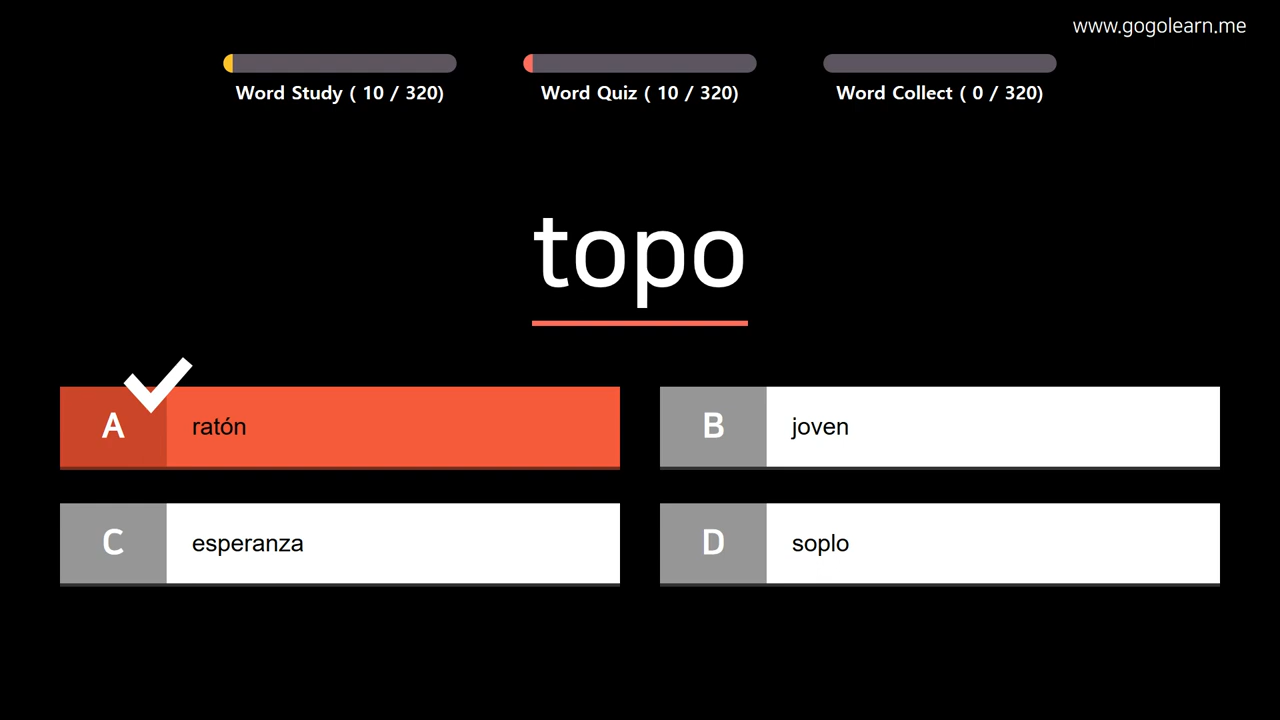 www.gogolearn.me
Word Study ( 10 / 320)
Word Quiz ( 10 / 320)
Word Collect ( 0 / 320)
topo
A ratón
B joven
C esperanza
D soplo